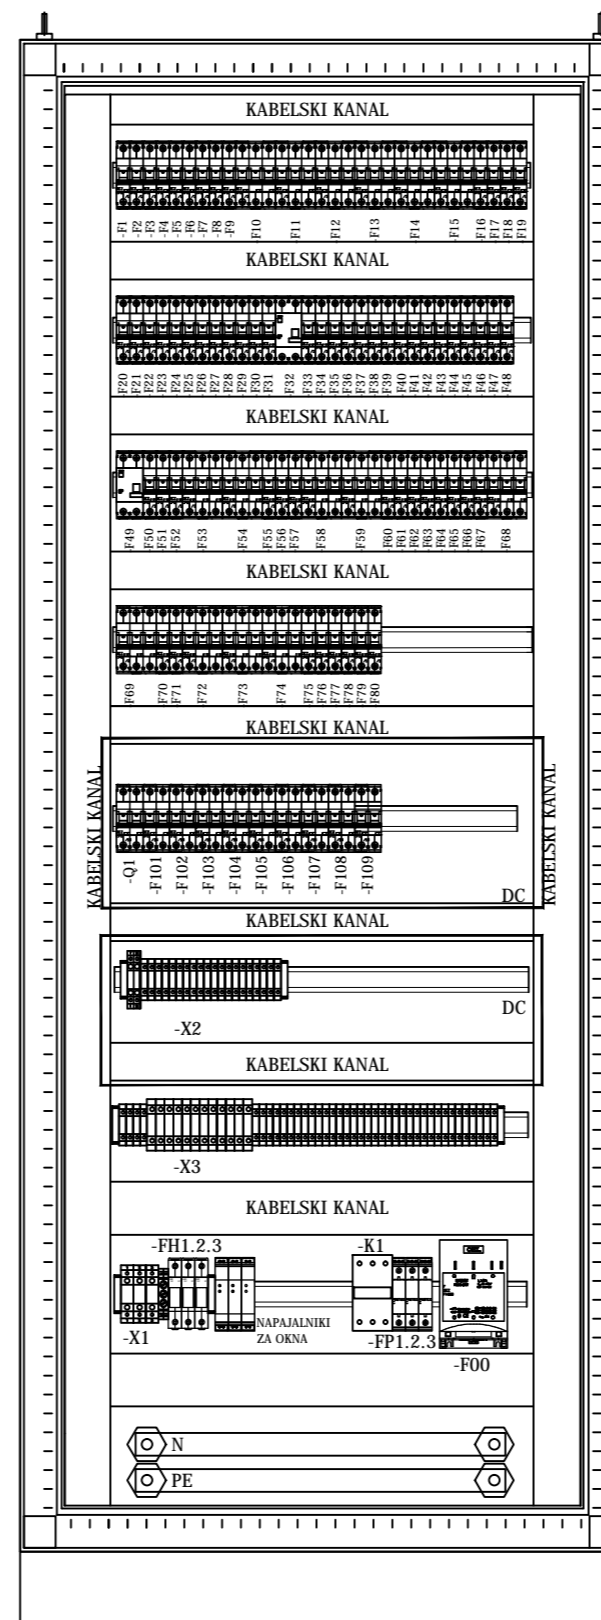 KABELSKI KANAL
-F1 -F2 -F3 -F4 -F5 -F6 -F7 -F8 -F9 -F10 -F11 -F12 -F13 -F14 -F15 -F16 -F17 -F18 -F19
KABELSKI KANAL
-F20 -F21 -F22 -F23 -F24 -F25 -F26 -F27 -F28 -F29 -F30 -F31 -F32 -F33 -F34 -F35 -F36 -F37 -F38 -F39 -F40 -F41 -F42 -F43 -F44 -F45 -F46 -F47 -F48
KABELSKI KANAL
-F49 -F50 -F51 -F52 -F53 -F54 -F55 -F56 -F57 -F58 -F59 -F60 -F61 -F62 -F63 -F64 -F65 -F66 -F67 -F68
KABELSKI KANAL
-F69 -F70 -F71 -F72 -F73 -F74 -F75 -F76 -F77 -F78 -F79 -F80
KABELSKI KANAL
KABELSKI KANAL
KABELSKI KANAL
-Q1 -F101 -F102 -F103 -F104 -F105 -F106 -F107 -F108 -F109
DC
KABELSKI KANAL
DC
-X2
KABELSKI KANAL
-X3
KABELSKI KANAL
-FH1.2.3
-K1
NAPAJALNIKI
ZA OKNA
-X1
-FP1.2.3
-F00
N
PE